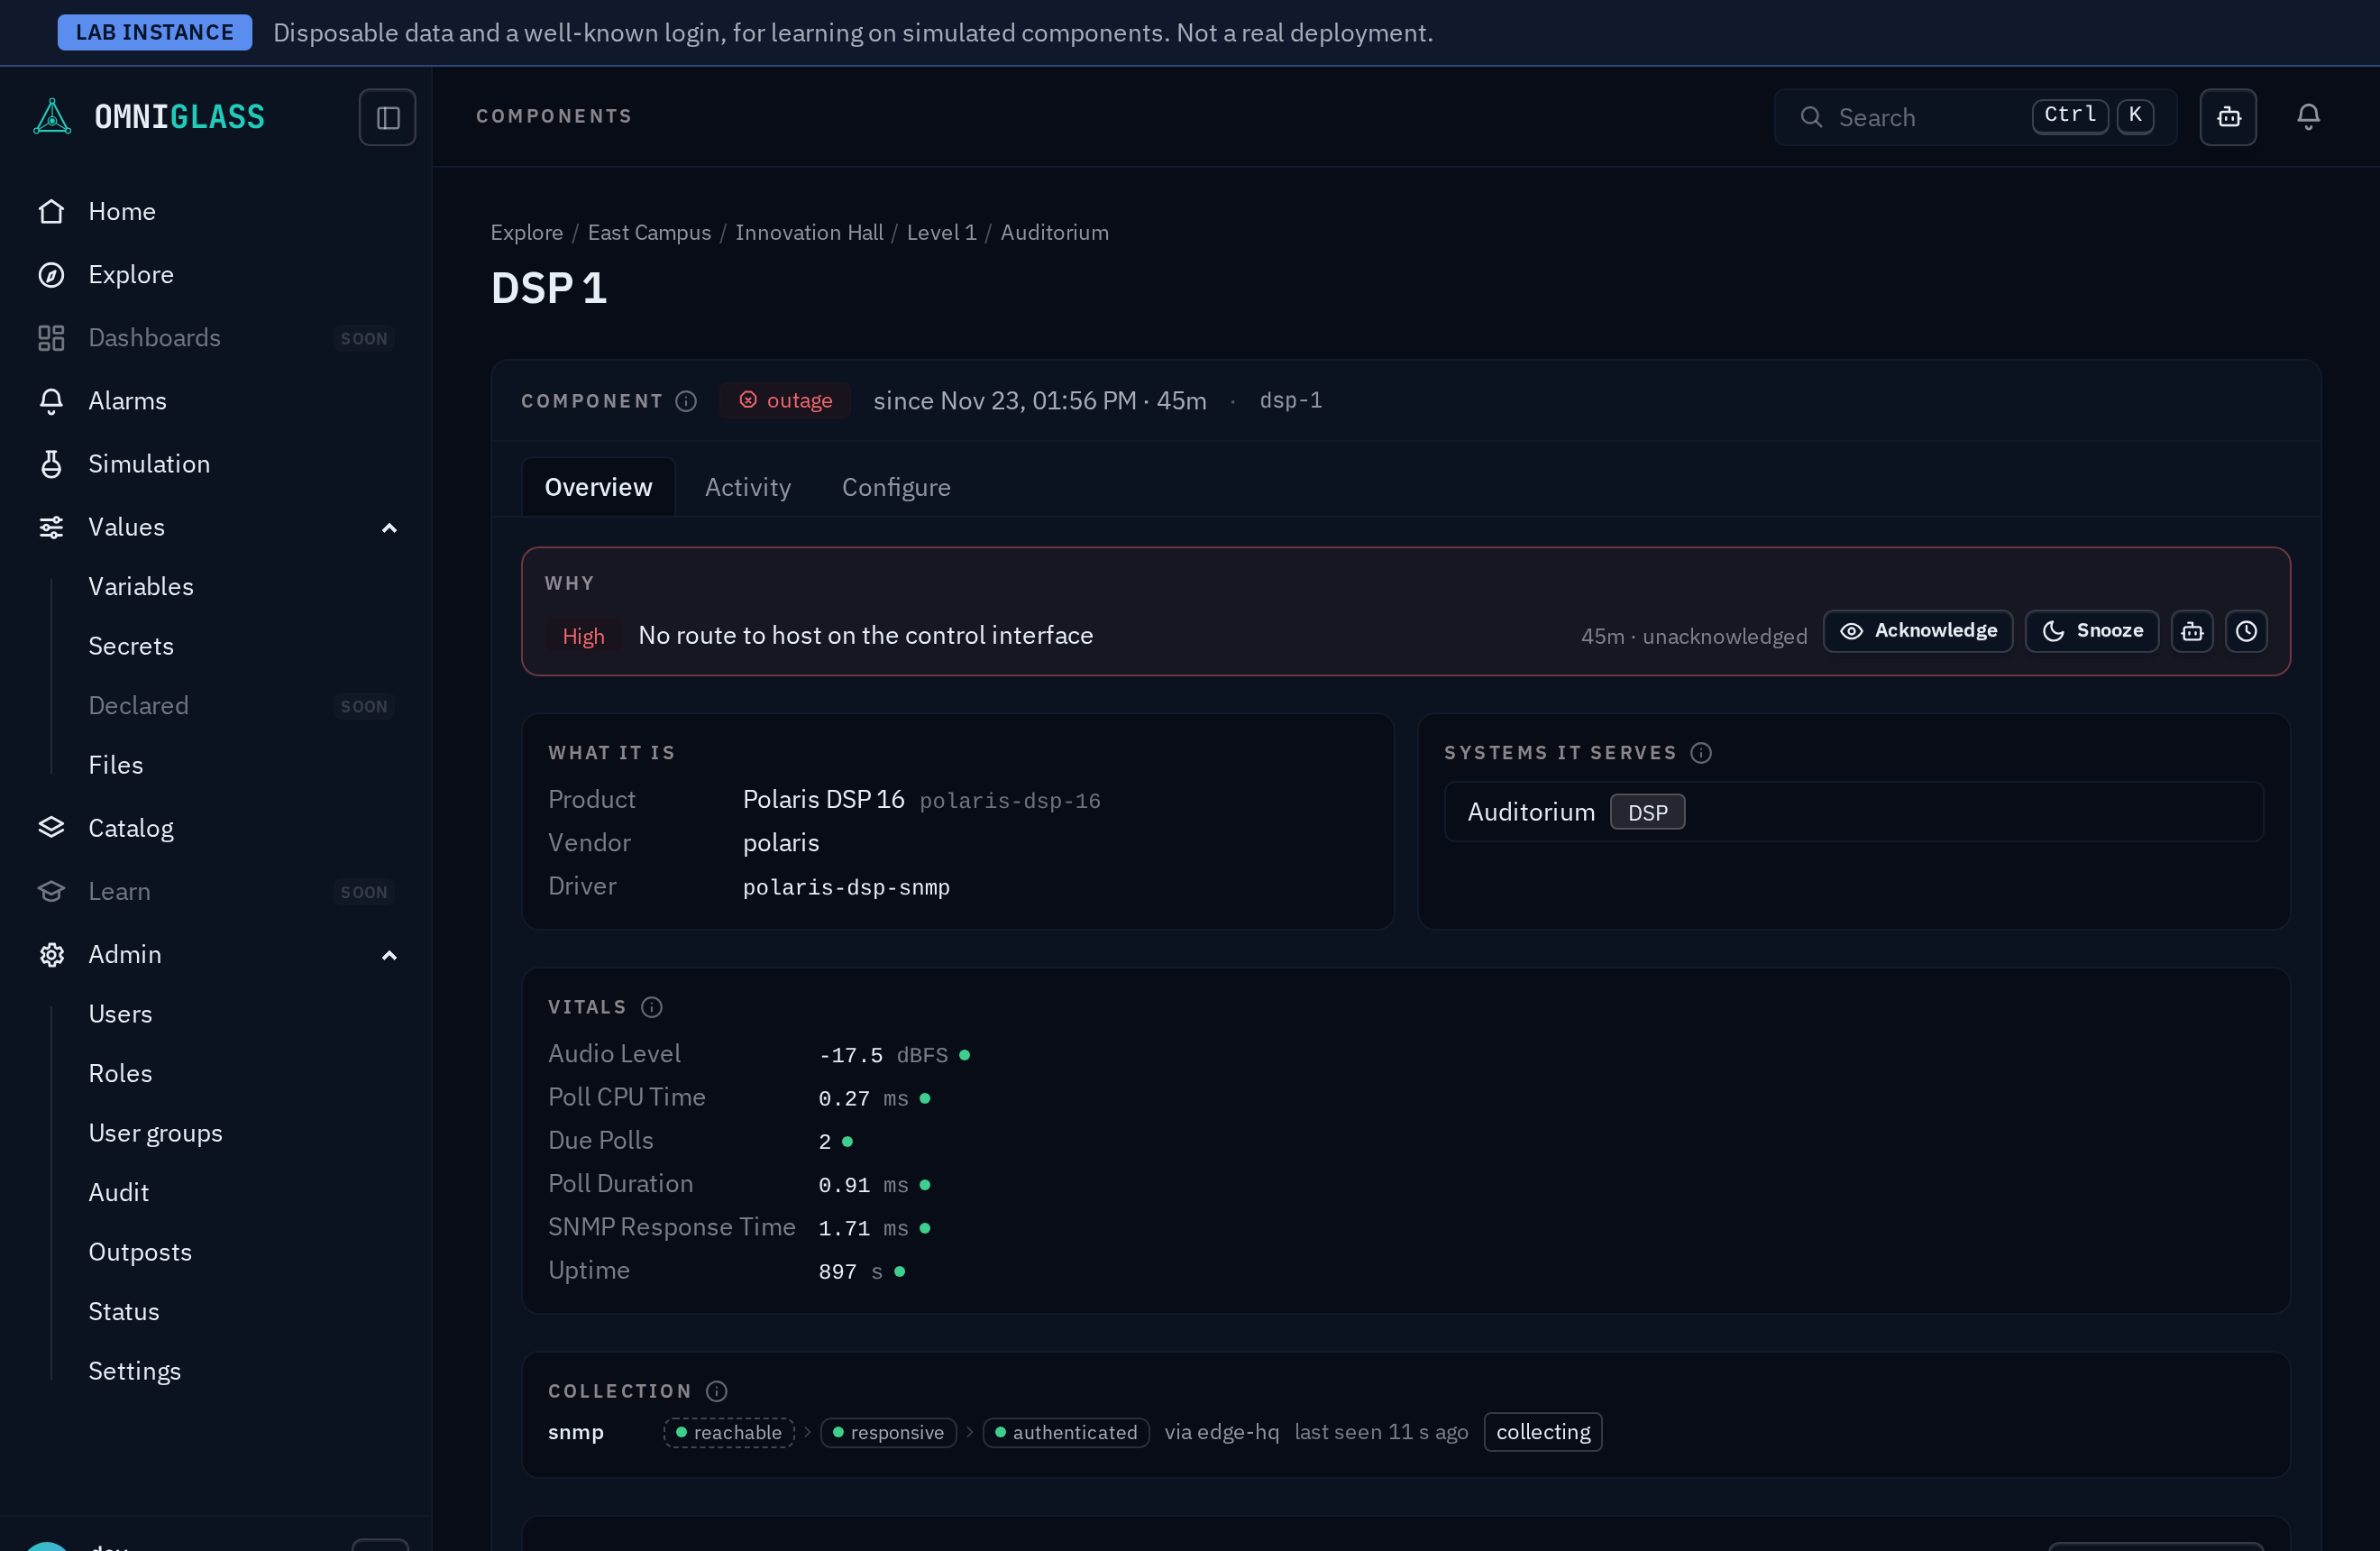 LAB INSTANCE Disposable data and a well-known login, for learning on simulated components. Not a real deployment.
OMNIGLASS
COMPONENTS
Search Ctrl K
Home
Explore
Dashboards SOON
Alarms
Simulation
Values
Variables
Secrets
Declared SOON
Files
Catalog
Learn SOON
Admin
Users
Roles
User groups
Audit
Outposts
Status
Settings
Explore / East Campus / Innovation Hall / Level 1 / Auditorium
DSP 1
COMPONENT outage since Nov 23, 01:56 PM · 45m · dsp-1
Overview Activity Configure
WHY
High No route to host on the control interface 45m · unacknowledged Acknowledge Snooze
WHAT IT IS
Product Polaris DSP 16 polaris-dsp-16
Vendor polaris
Driver polaris-dsp-snmp
SYSTEMS IT SERVES
Auditorium DSP
VITALS
Audio Level -17.5 dBFS
Poll CPU Time 0.27 ms
Due Polls 2
Poll Duration 0.91 ms
SNMP Response Time 1.71 ms
Uptime 897 s
COLLECTION
snmp reachable > responsive > authenticated via edge-hq last seen 11 s ago collecting